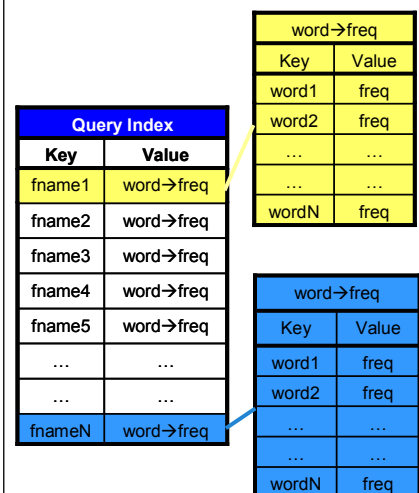 word→freq
Key Value
word1 freq
word2 freq
... ...
... ...
wordN freq
Query Index
Key Value
fname1 word→freq
fname2 word→freq
fname3 word→freq
fname4 word→freq
fname5 word→freq
... ...
... ...
fnameN word→freq
word→freq
Key Value
word1 freq
word2 freq
... ...
... ...
wordN freq